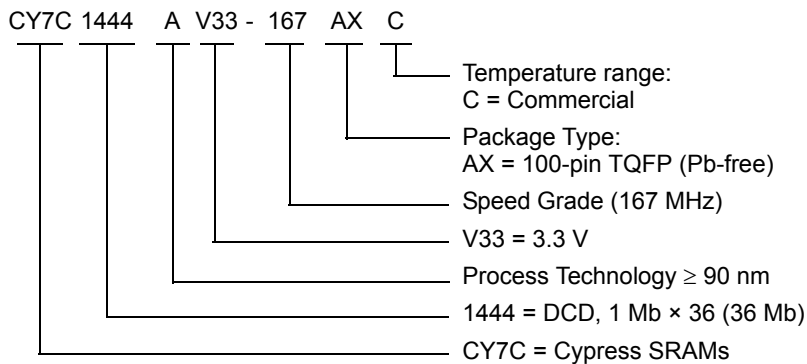 CY7C 1444 A V33 - 167 AX C
Temperature range:
C = Commercial
Package Type:
AX = 100-pin TQFP (Pb-free)
Speed Grade (167 MHz)
V33 = 3.3 V
Process Technology ≥ 90 nm
1444 = DCD, 1 Mb × 36 (36 Mb)
CY7C = Cypress SRAMs